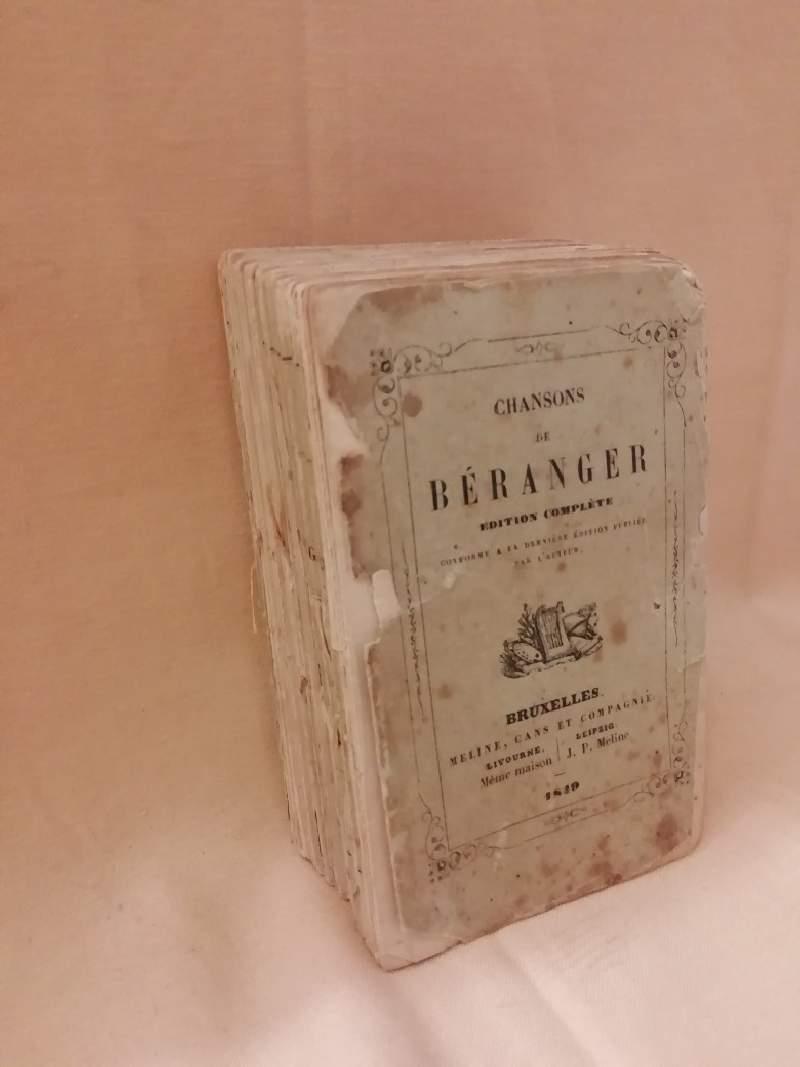 CHANSONS
DE
BÉRANGER
ÉDITION COMPLÈTE
CONFORME A LA DERNIÈRE ÉDITION PUBLIÉE
PAR L'AUTEUR.
BRUXELLES.
MELINE, CANS ET COMPAGNIE.
LIVOURNE. LEIPZIG.
Même maison J. P. Meline
1849
G